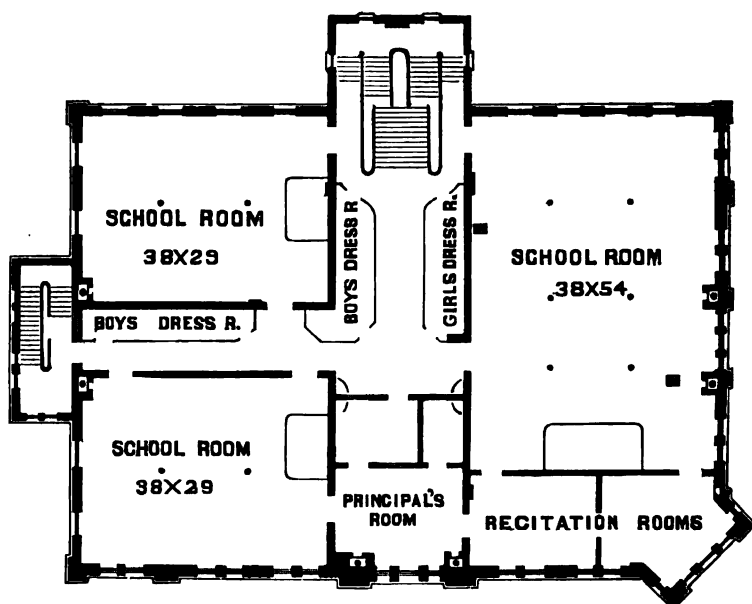 SCHOOL ROOM
38X29
BOYS DRESS R.
GIRLS DRESS R.
SCHOOL ROOM
38X54
BOYS DRESS R.
SCHOOL ROOM
38X29
PRINCIPAL'S
ROOM
RECITATION ROOMS